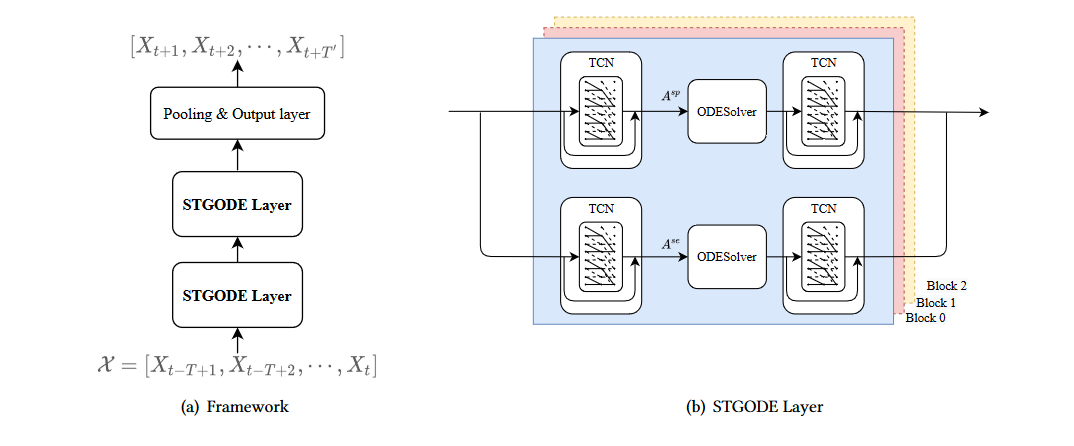 [X_{t+1}, X_{t+2}, ···, X_{t+T'}]
Pooling & Output layer
STGODE Layer
STGODE Layer
𝒳 = [X_{t−T+1}, X_{t−T+2}, ···, X_t]
(a) Framework
TCN
A^{sp}
ODESolver
TCN
TCN
A^{se}
ODESolver
TCN
Block 2
Block 1
Block 0
(b) STGODE Layer